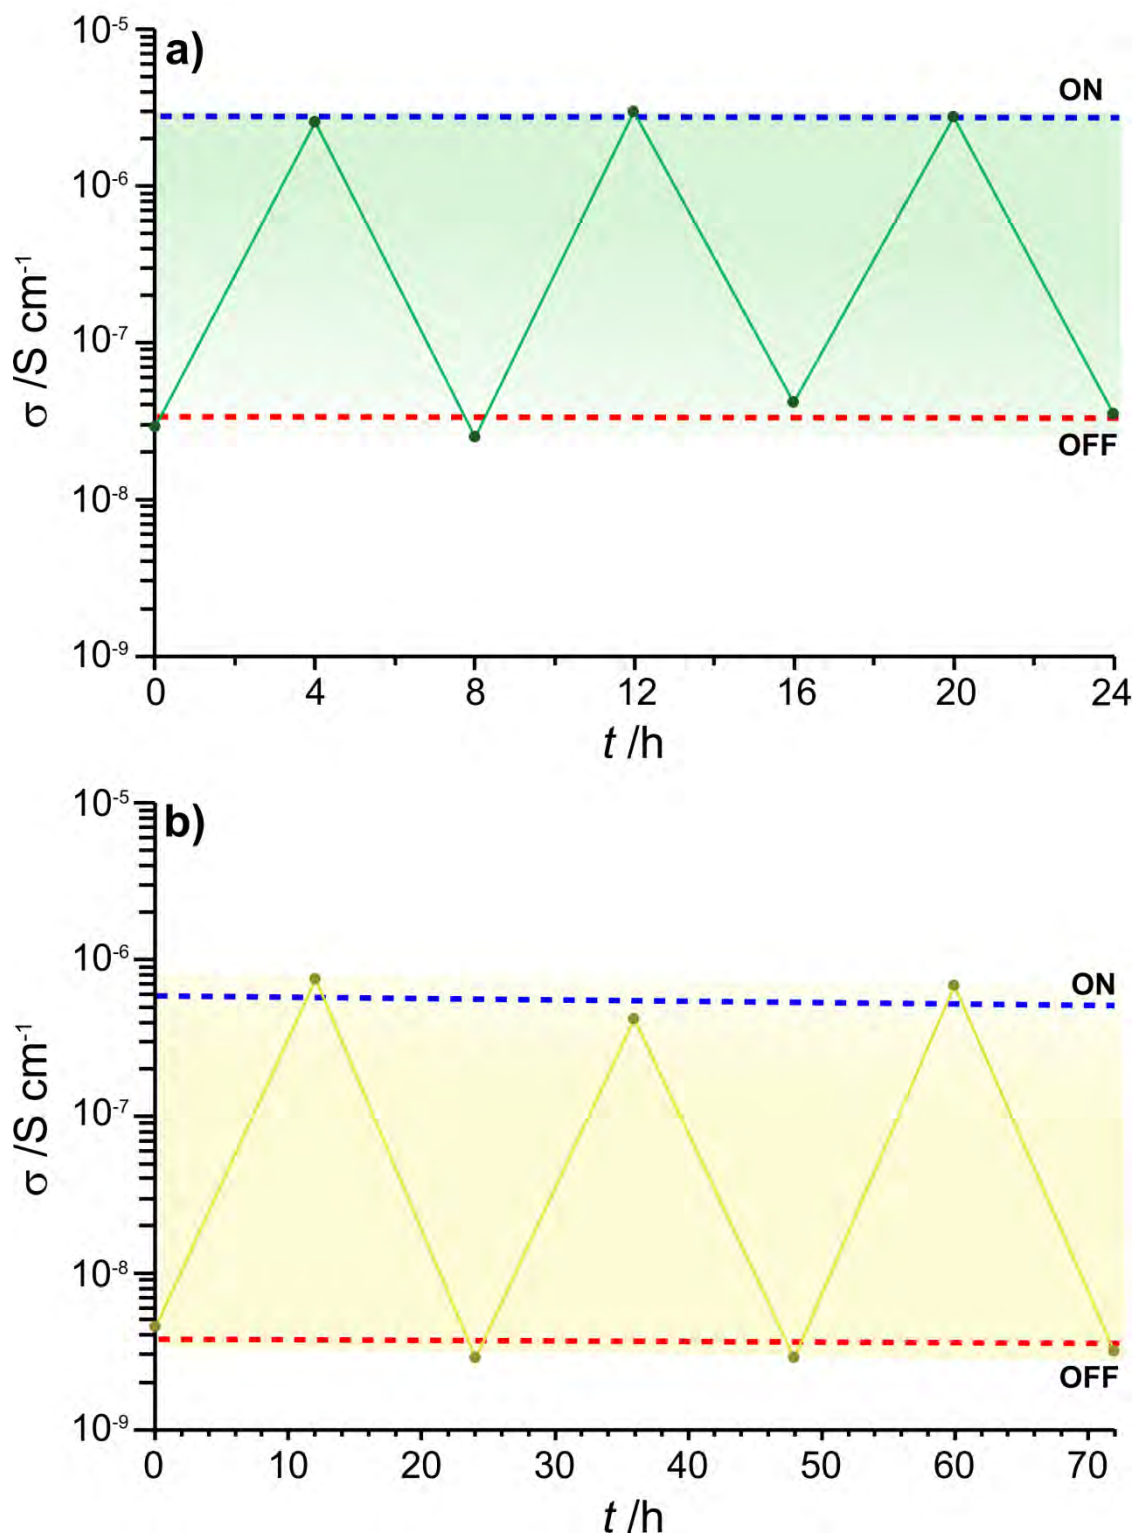 a)
10⁻⁵
10⁻⁶
10⁻⁷
10⁻⁸
10⁻⁹
σ /S cm⁻¹
ON
OFF
0 4 8 12 16 20 24
t /h
b)
10⁻⁵
10⁻⁶
10⁻⁷
10⁻⁸
10⁻⁹
σ /S cm⁻¹
ON
OFF
0 10 20 30 40 50 60 70
t /h